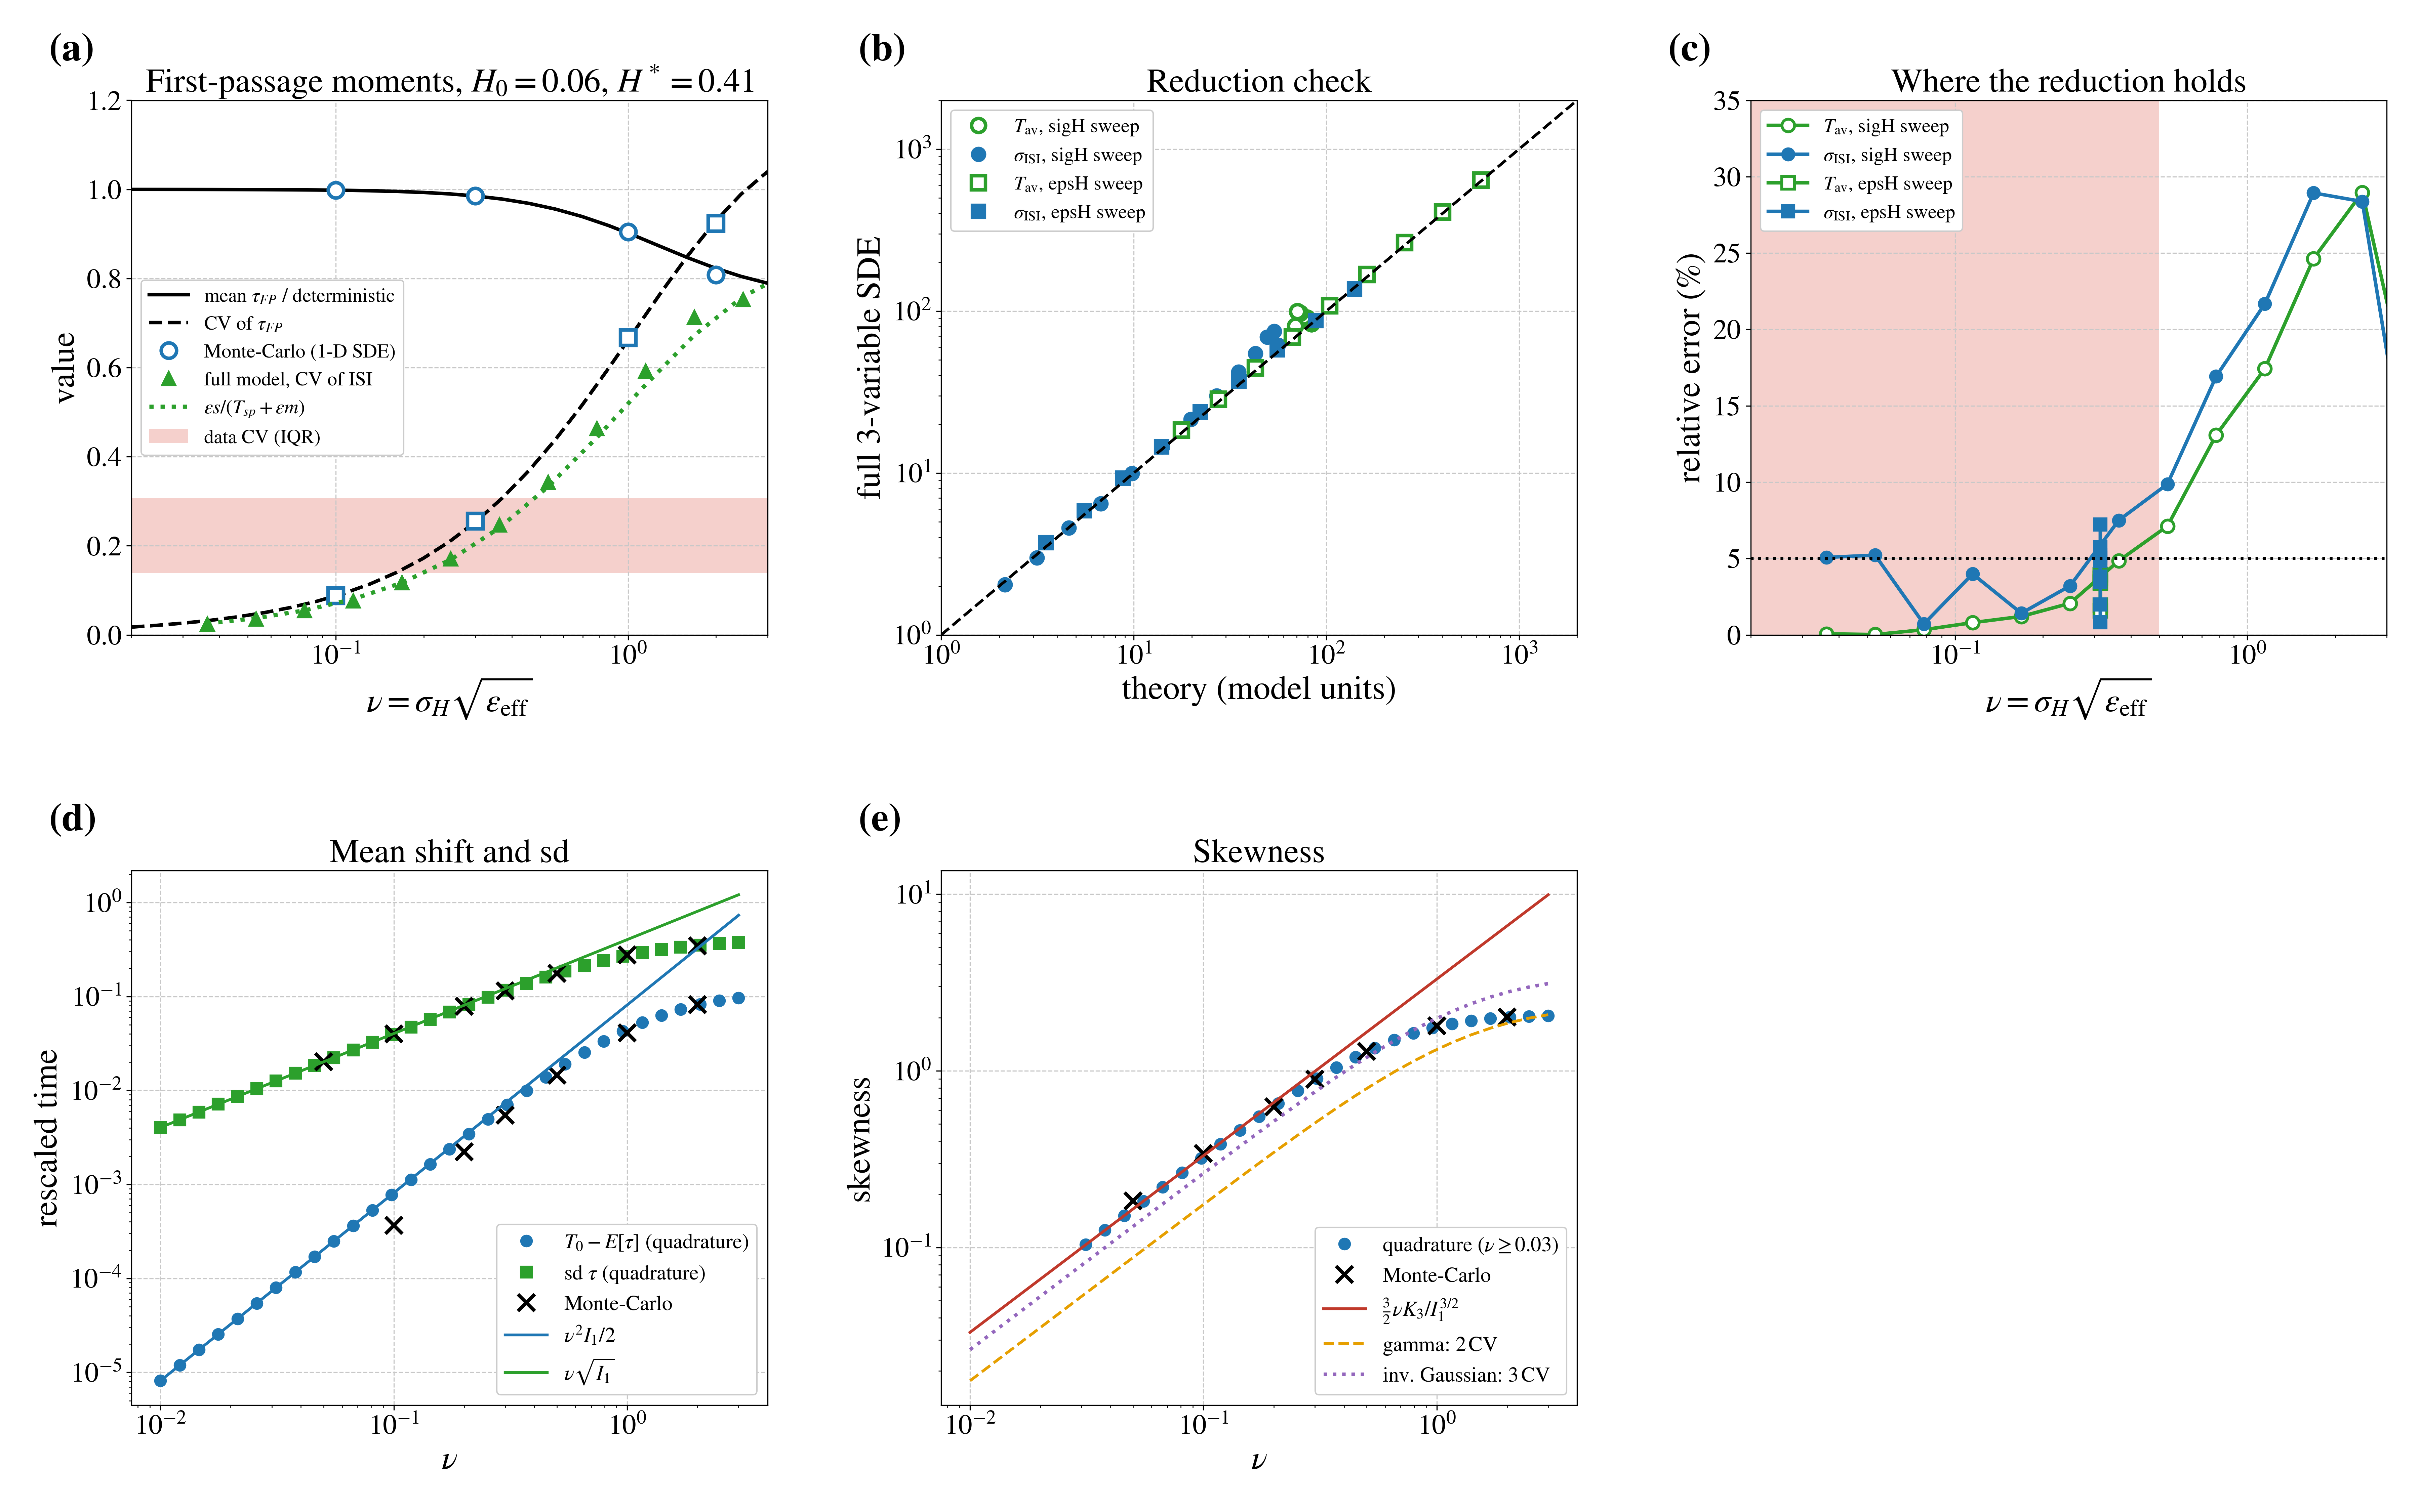 (a)
First-passage moments, H₀ = 0.06, H* = 0.41
value
1.2
1.0
0.8
0.6
0.4
0.2
0.0
mean τ_FP / deterministic
CV of τ_FP
Monte-Carlo (1-D SDE)
full model, CV of ISI
εs/(T_sp + εm)
data CV (IQR)
10⁻¹
10⁰
ν = σ_H√ε_eff
(b)
Reduction check
full 3-variable SDE
10³
10²
10¹
10⁰
T_av, sigH sweep
σ_ISI, sigH sweep
T_av, epsH sweep
σ_ISI, epsH sweep
10⁰
10¹
10²
10³
theory (model units)
(c)
Where the reduction holds
relative error (%)
35
30
25
20
15
10
5
0
T_av, sigH sweep
σ_ISI, sigH sweep
T_av, epsH sweep
σ_ISI, epsH sweep
10⁻¹
10⁰
ν = σ_H√ε_eff
(d)
Mean shift and sd
rescaled time
10⁰
10⁻¹
10⁻²
10⁻³
10⁻⁴
10⁻⁵
T₀ − E[τ] (quadrature)
sd τ (quadrature)
Monte-Carlo
ν²I₁/2
ν√I₁
10⁻²
10⁻¹
10⁰
ν
(e)
Skewness
skewness
10¹
10⁰
10⁻¹
quadrature (ν ≥ 0.03)
Monte-Carlo
3/2 νK₃/I₁^3/2
gamma: 2 CV
inv. Gaussian: 3 CV
10⁻²
10⁻¹
10⁰
ν